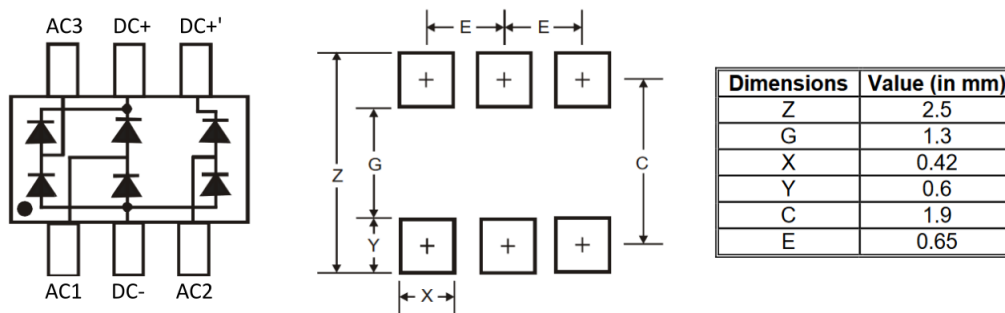 AC3 DC+ DC+'
AC1 DC- AC2
E E
Z G C
Y
X
Dimensions Value (in mm)
Z 2.5
G 1.3
X 0.42
Y 0.6
C 1.9
E 0.65